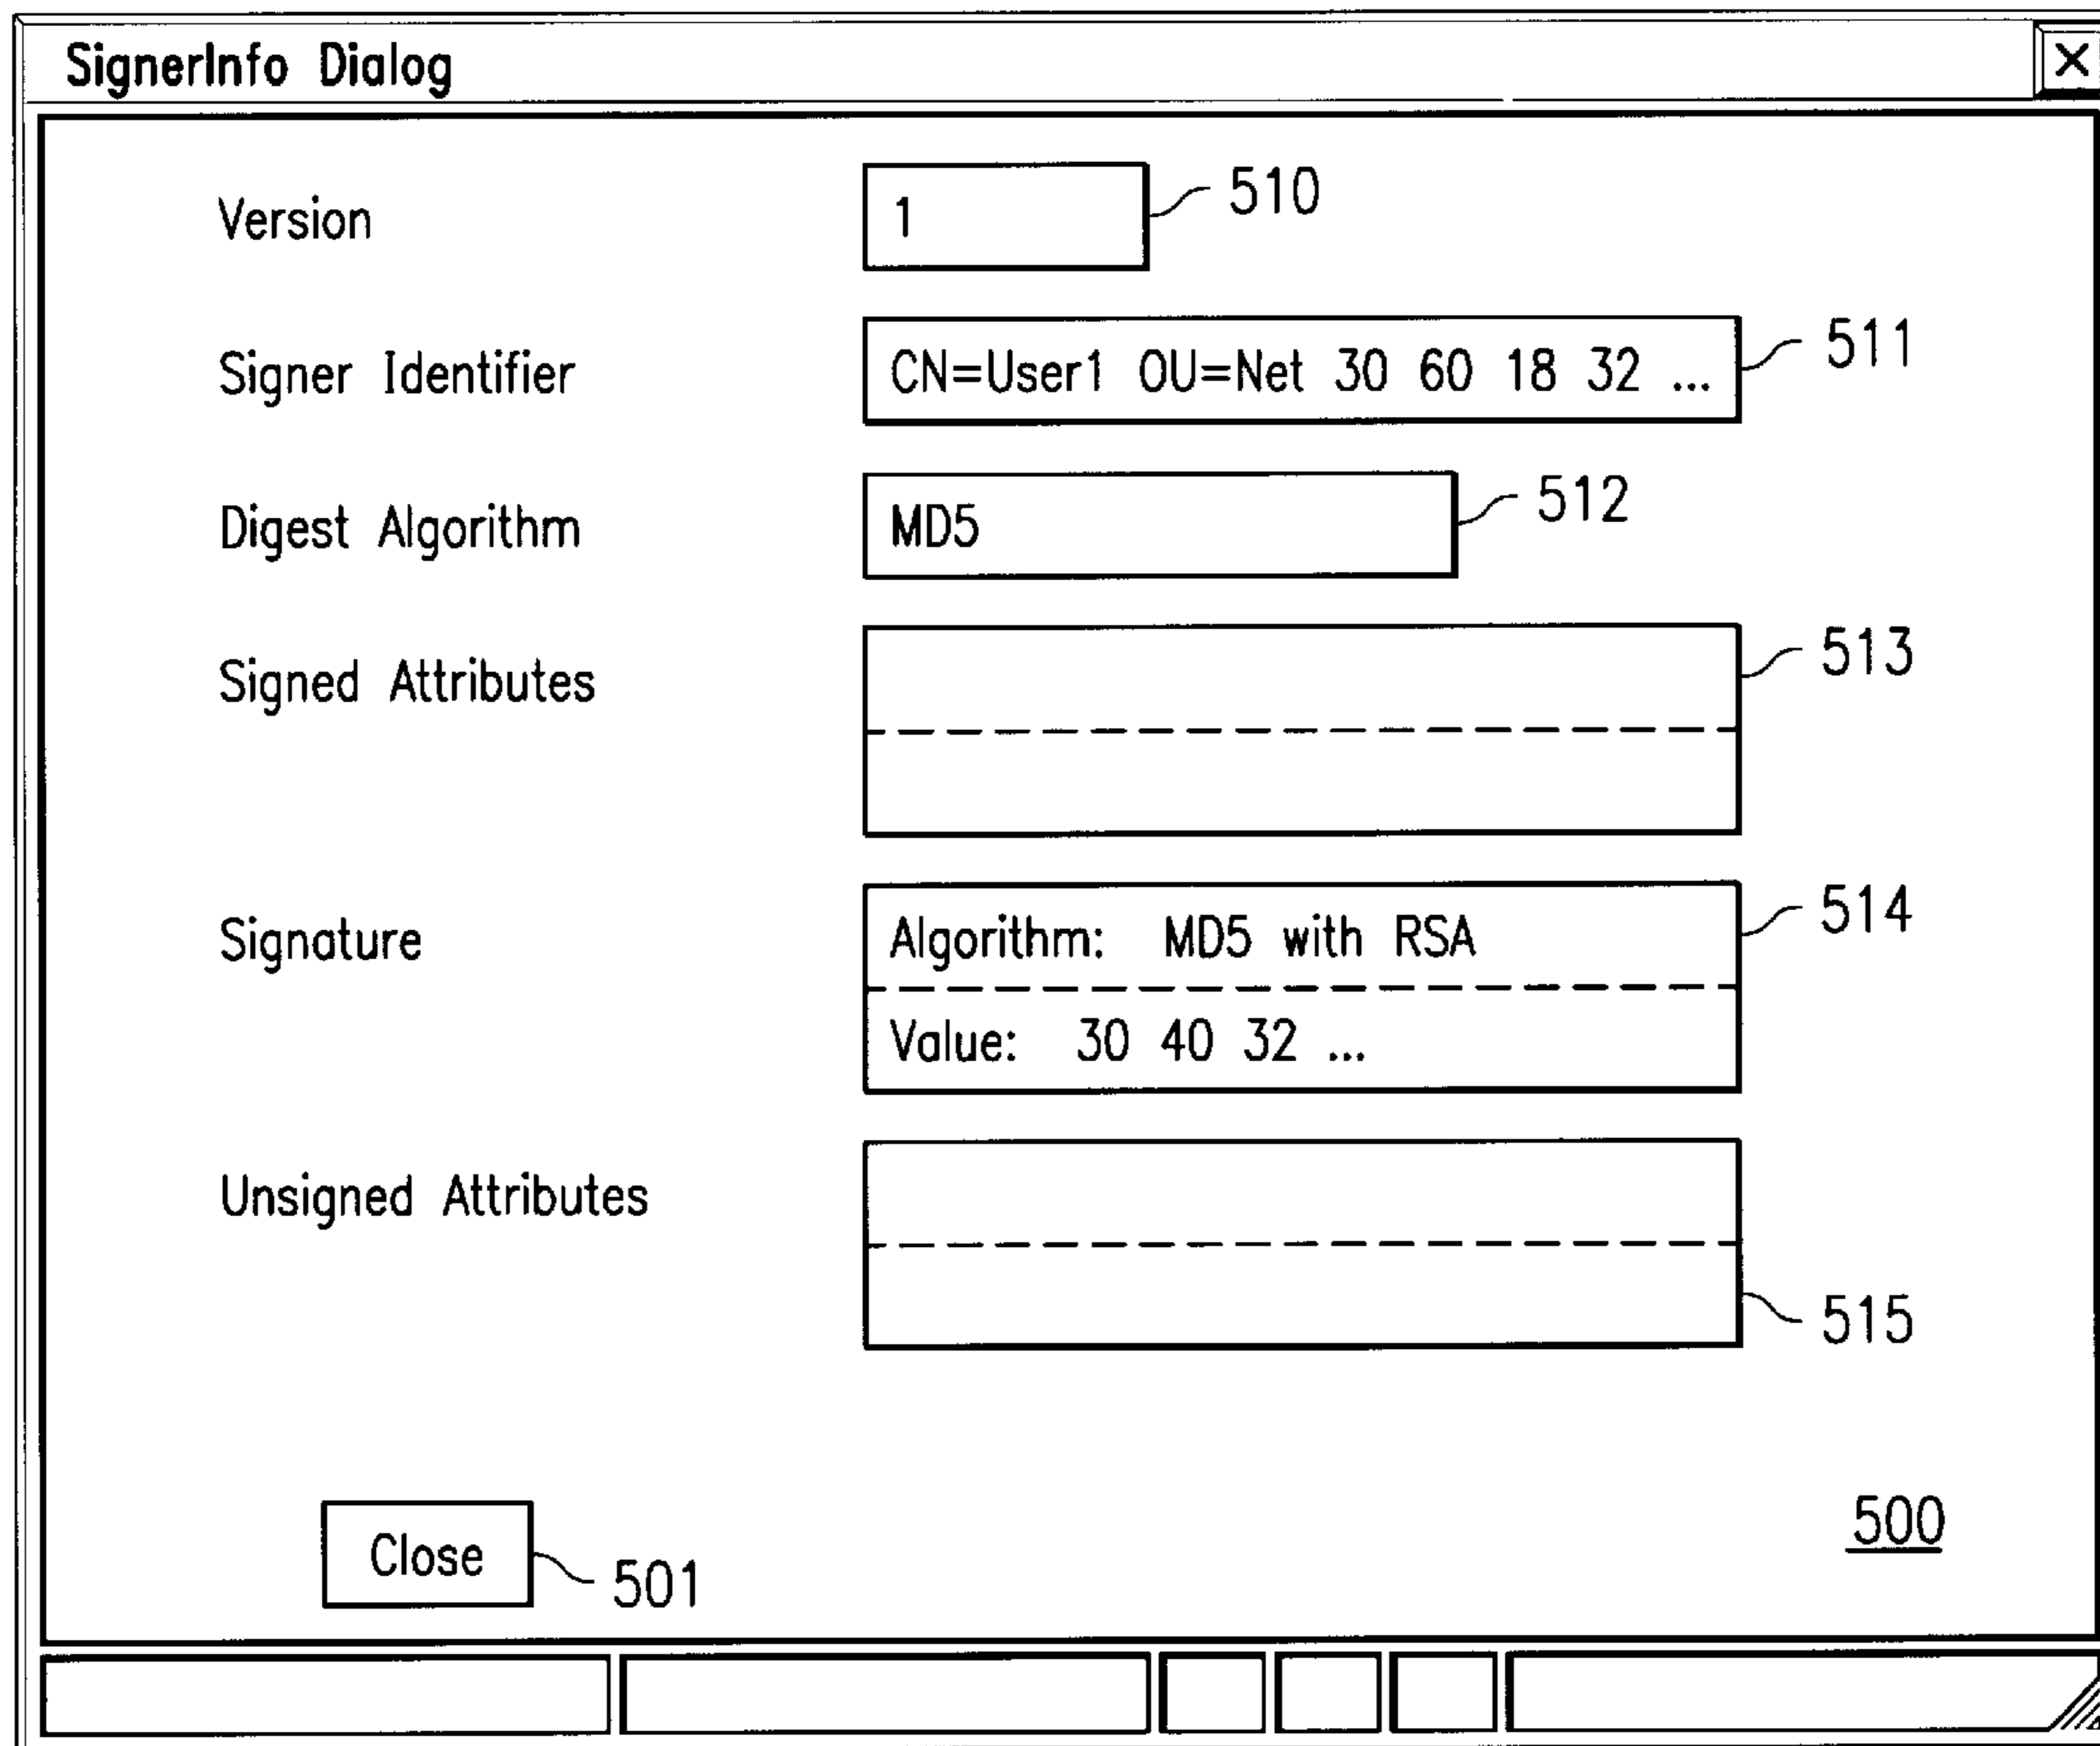 SignerInfo Dialog X
Version 1 510
Signer Identifier CN=User1 OU=Net 30 60 18 32 ... 511
Digest Algorithm MD5 512
Signed Attributes 513
Signature Algorithm: MD5 with RSA 514
Value: 30 40 32 ...
Unsigned Attributes
515
Close 501
500